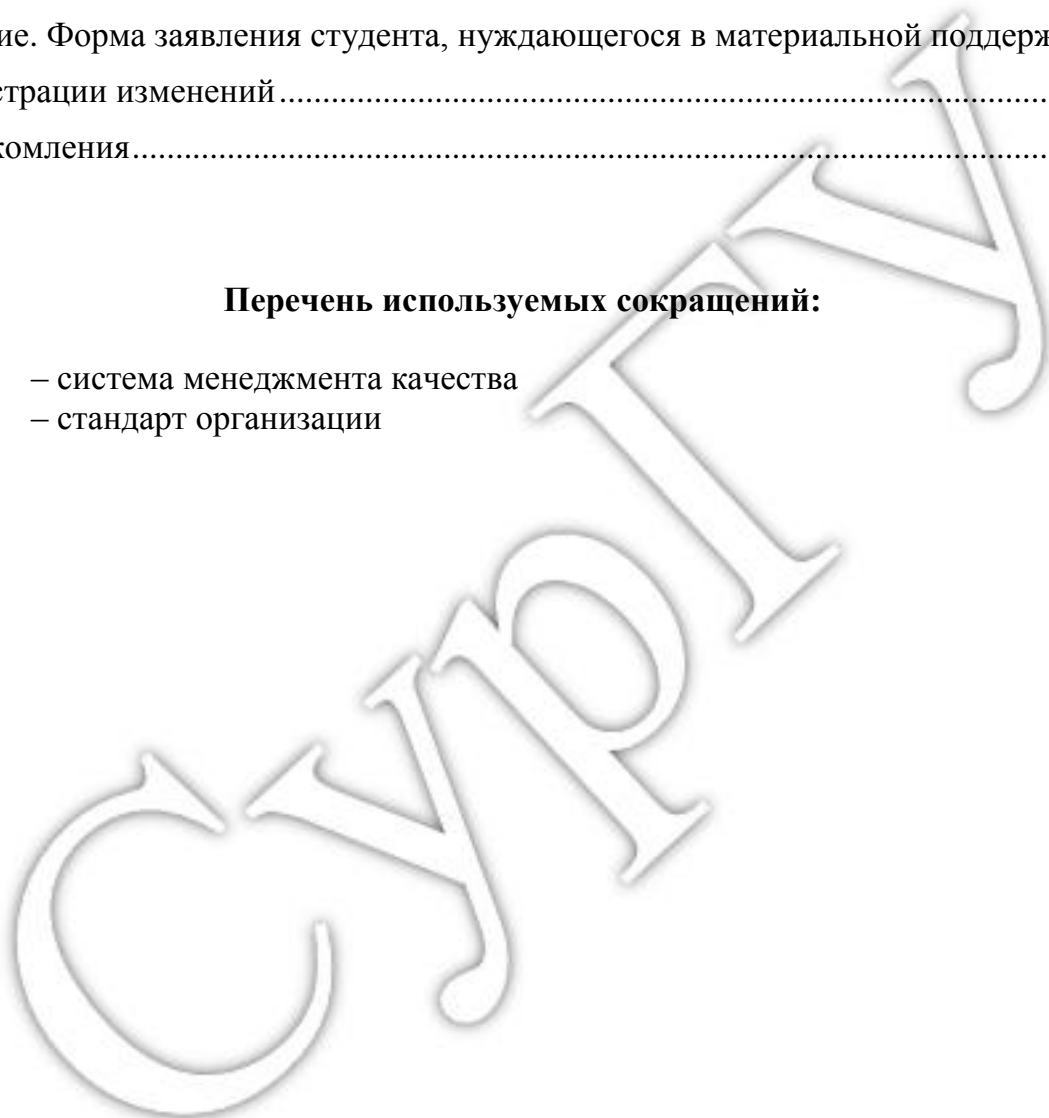 ие. Форма заявления студента, нуждающегося в материальной поддерж
страции изменений.......................................................................................
комления.........................................................................................................
Перечень используемых сокращений:
– система менеджмента качества
– стандарт организации
СурГУ